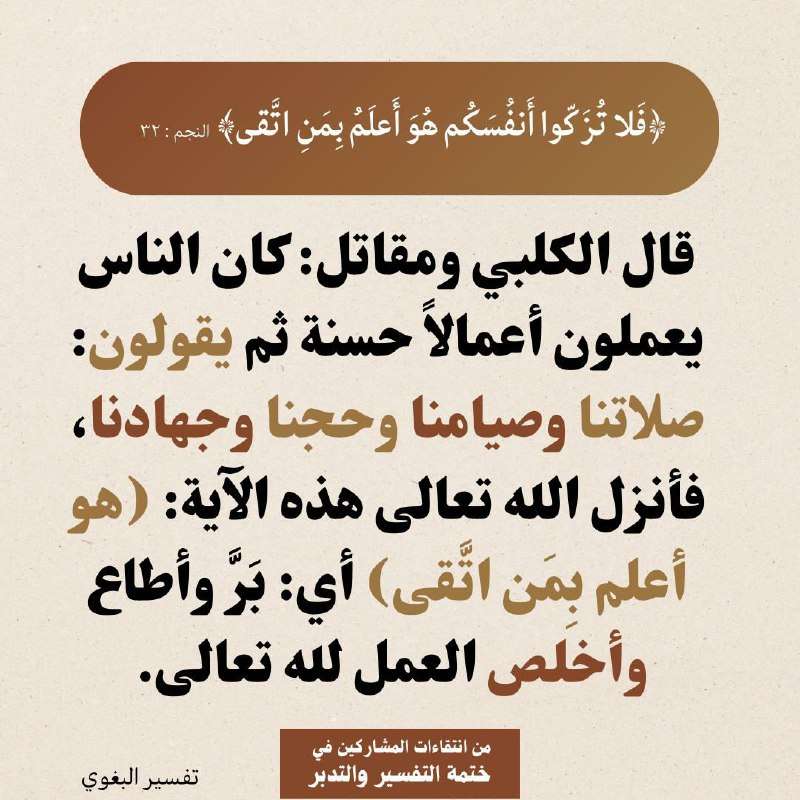 ﴿فَلا تُزَكّوا أَنفُسَكُم هُوَ أَعلَمُ بِمَنِ اتَّقى﴾ النجم : ٣٢
قال الكلبي ومقاتل: كان الناس
يعملون أعمالاً حسنة ثم يقولون:
صلاتنا وصيامنا وحجنا وجهادنا،
فأنزل الله تعالى هذه الآية: (هو
أعلم بِمَن اتَّقى) أي: بَرَّ وأطاع
وأخلص العمل لله تعالى.
من انتقاءات المشاركين في
ختمة التفسير والتدبر
تفسير البغوي